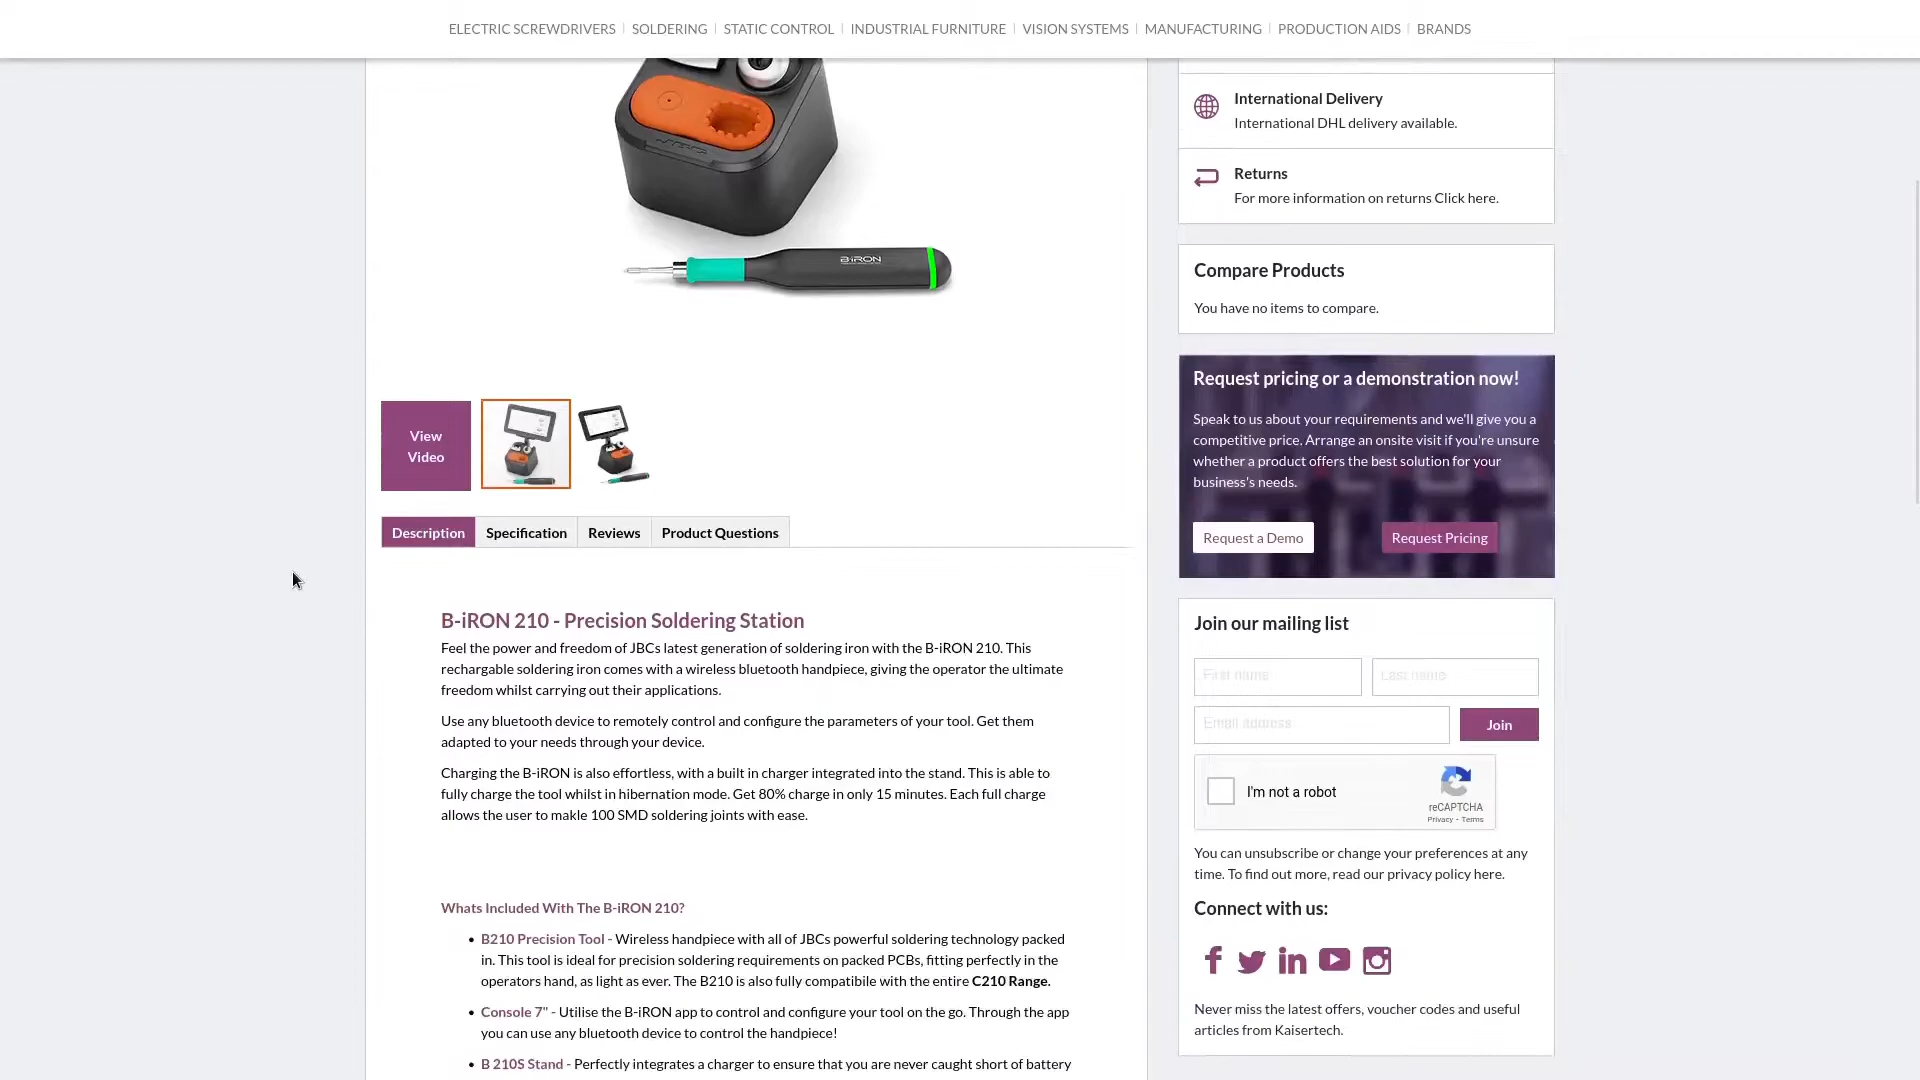 ELECTRIC SCREWDRIVERS SOLDERING STATIC CONTROL INDUSTRIAL FURNITURE VISION SYSTEMS MANUFACTURING PRODUCTION AIDS BRANDS
JBC
B·iRON
View
Video
Description Specification Reviews Product Questions
B-iRON 210 - Precision Soldering Station
Feel the power and freedom of JBCs latest generation of soldering iron with the B-iRON 210. This
rechargable soldering iron comes with a wireless bluetooth handpiece, giving the operator the ultimate
freedom whilst carrying out their applications.
Use any bluetooth device to remotely control and configure the parameters of your tool. Get them
adapted to your needs through your device.
Charging the B-iRON is also effortless, with a built in charger integrated into the stand. This is able to
fully charge the tool whilst in hibernation mode. Get 80% charge in only 15 minutes. Each full charge
allows the user to makle 100 SMD soldering joints with ease.
Whats Included With The B-iRON 210?
• B210 Precision Tool - Wireless handpiece with all of JBCs powerful soldering technology packed
in. This tool is ideal for precision soldering requirements on packed PCBs, fitting perfectly in the
operators hand, as light as ever. The B210 is also fully compatibile with the entire C210 Range.
• Console 7" - Utilise the B-iRON app to control and configure your tool on the go. Through the app
you can use any bluetooth device to control the handpiece!
• B 210S Stand - Perfectly integrates a charger to ensure that you are never caught short of battery
International Delivery
International DHL delivery available.
Returns
For more information on returns Click here.
Compare Products
You have no items to compare.
Request pricing or a demonstration now!
Speak to us about your requirements and we'll give you a
competitive price. Arrange an onsite visit if you're unsure
whether a product offers the best solution for your
business's needs.
Request a Demo Request Pricing
Join our mailing list
First name Last name
Email address Join
I'm not a robot
reCAPTCHA
Privacy - Terms
You can unsubscribe or change your preferences at any
time. To find out more, read our privacy policy here.
Connect with us:
Never miss the latest offers, voucher codes and useful
articles from Kaisertech.